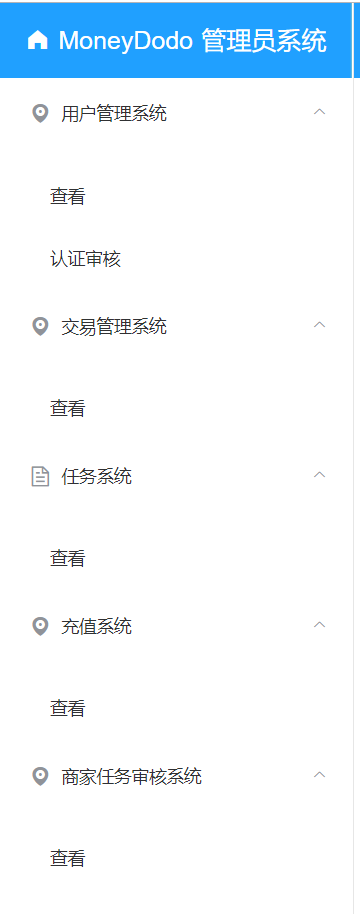 MoneyDodo 管理员系统
用户管理系统
查看
认证审核
交易管理系统
查看
任务系统
查看
充值系统
查看
商家任务审核系统
查看